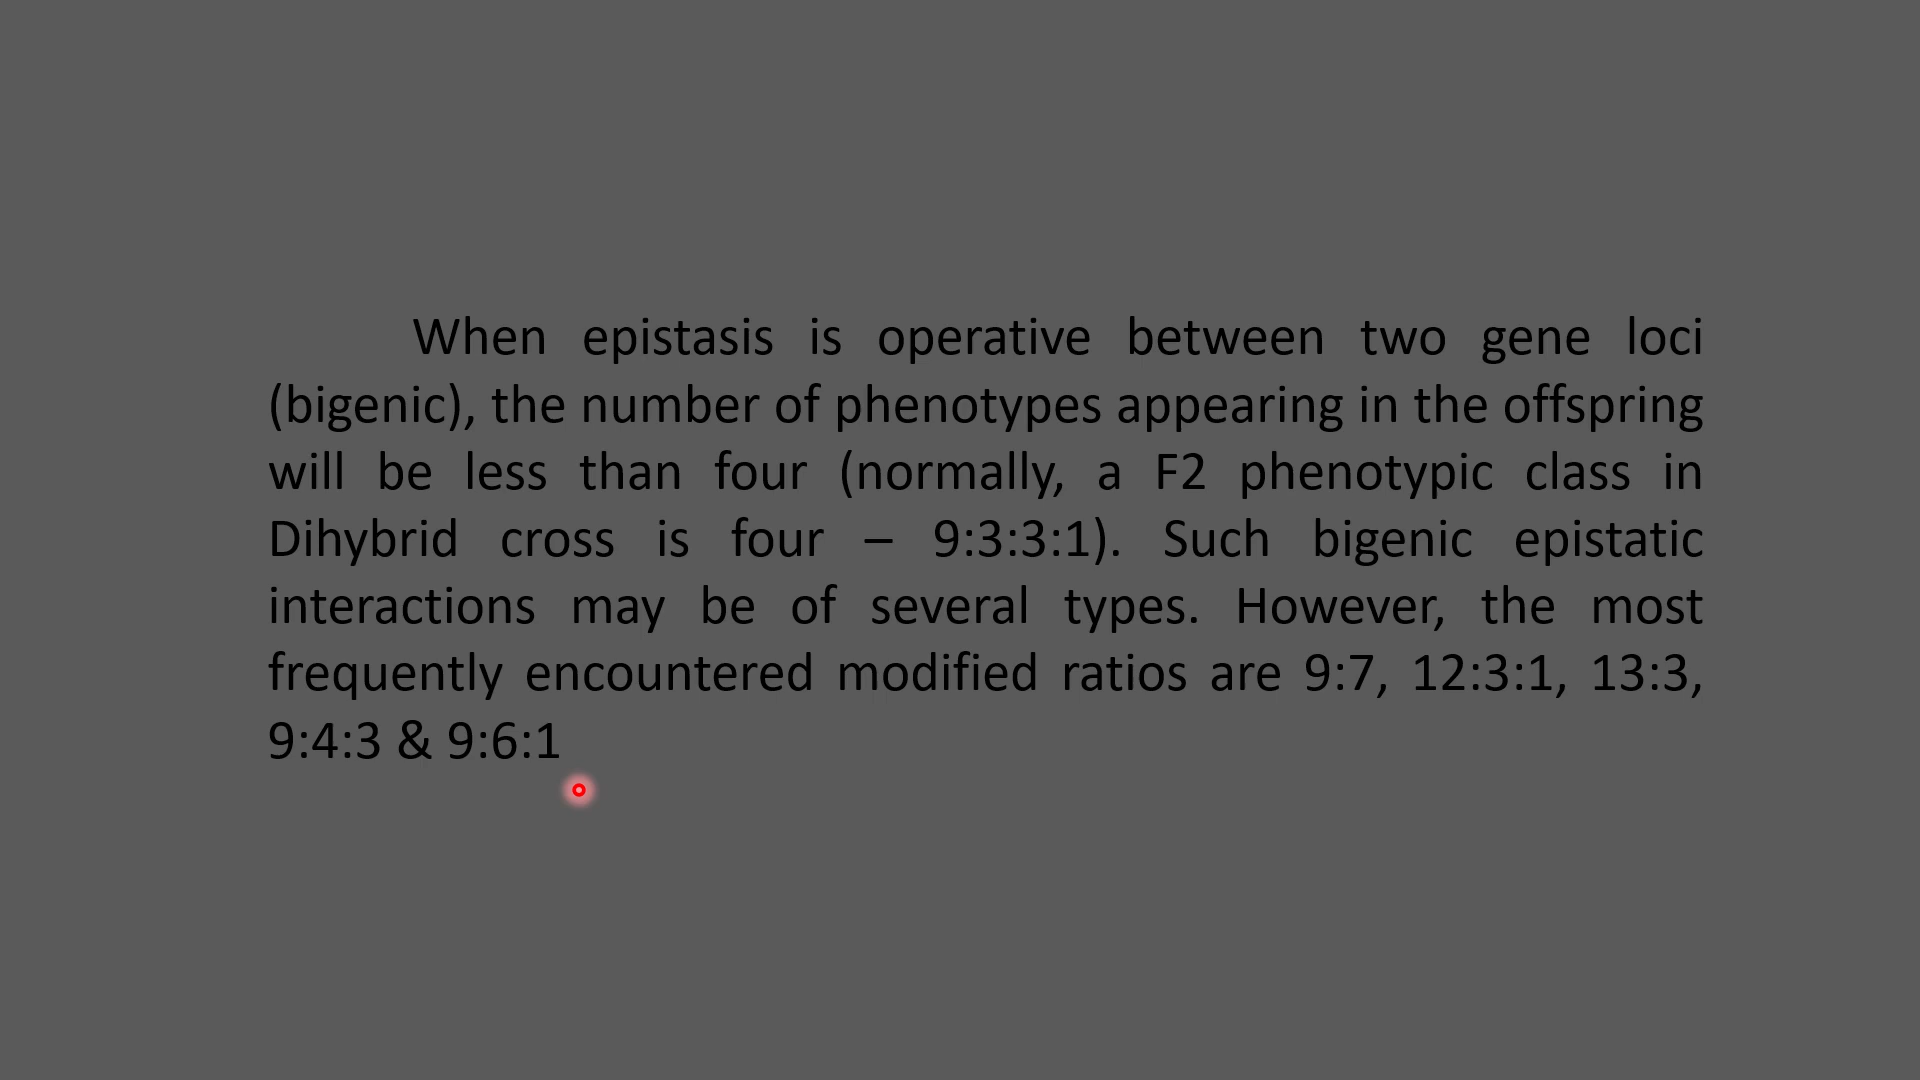 When epistasis is operative between two gene loci
(bigenic), the number of phenotypes appearing in the offspring
will be less than four (normally, a F2 phenotypic class in
Dihybrid cross is four – 9:3:3:1). Such bigenic epistatic
interactions may be of several types. However, the most
frequently encountered modified ratios are 9:7, 12:3:1, 13:3,
9:4:3 & 9:6:1